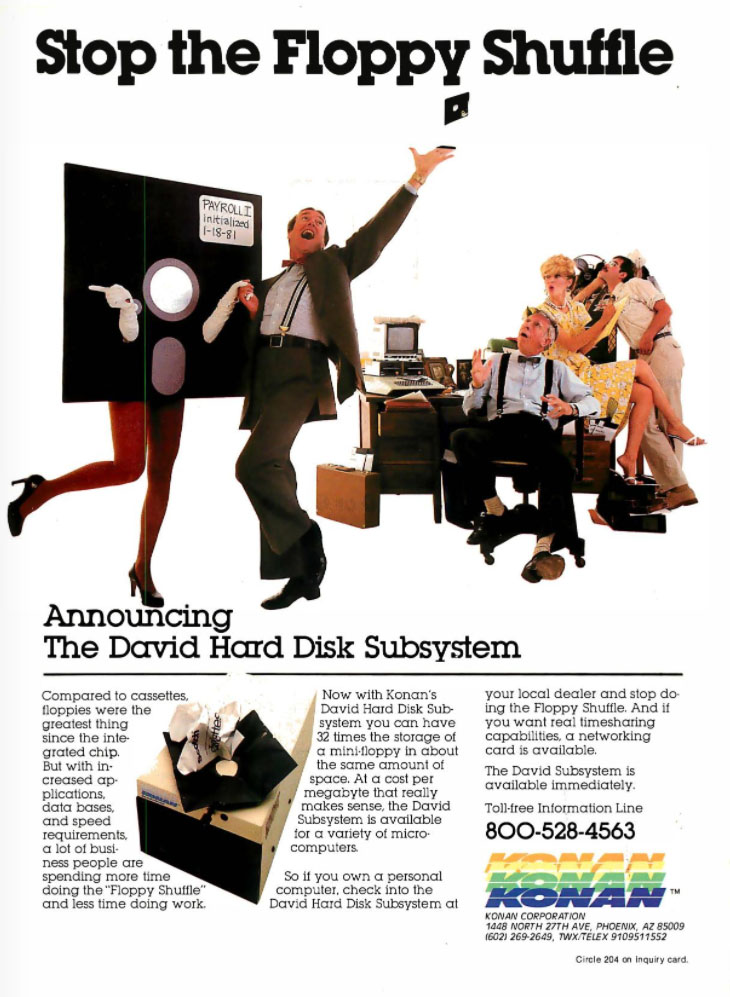 Stop the Floppy Shuffle
PAYROLL I
initialized
1-18-81
Announcing
The David Hard Disk Subsystem
Compared to cassettes,
floppies were the
greatest thing
since the inte-
grated chip.
But with in-
creased ap-
plications,
data bases,
and speed
requirements,
a lot of busi-
ness people are
spending more time
doing the "Floppy Shuffle"
and less time doing work.
KONAN
Now with Konan's
David Hard Disk Sub-
system you can have
32 times the storage of
a mini-floppy in about
the same amount of
space. At a cost per
megabyte that really
makes sense, the David
Subsystem is available
for a variety of micro-
computers.
So if you own a personal
computer, check into the
David Hard Disk Subsystem at
your local dealer and stop do-
ing the Floppy Shuffle. And if
you want real timesharing
capabilities, a networking
card is available.
The David Subsystem is
available immediately.
Toll-free Information Line
800-528-4563
KONAN
KONAN
KONAN™
KONAN CORPORATION
1448 NORTH 27TH AVE, PHOENIX, AZ 85009
(602) 269-2649, TWX/TELEX 9109511552
Circle 204 on inquiry card.